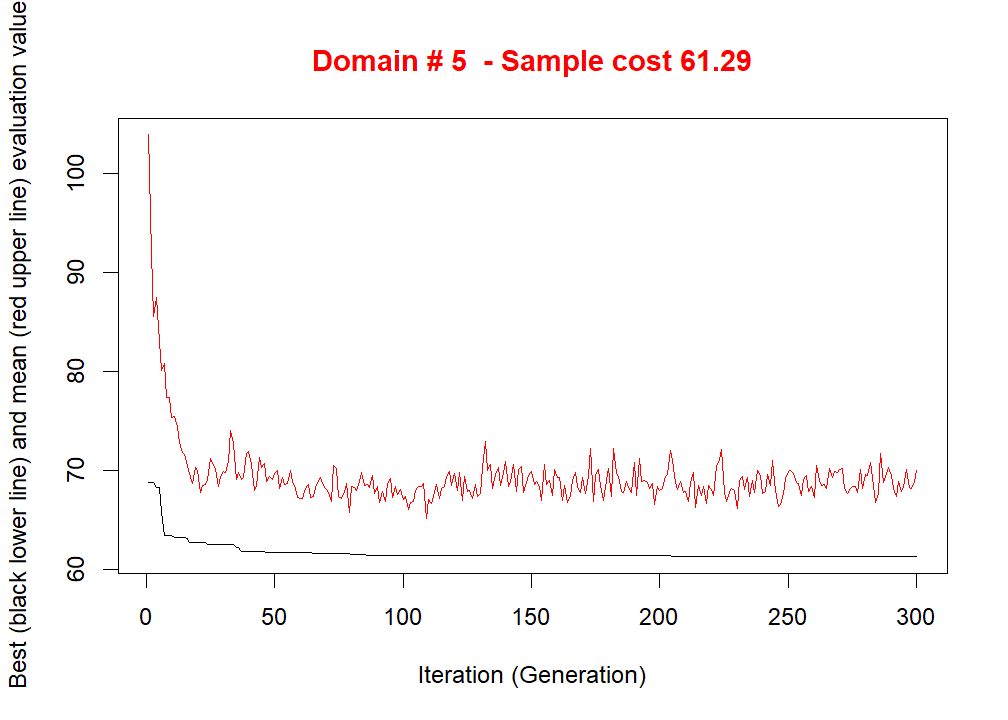 Domain # 5  - Sample cost 61.29
Best (black lower line) and mean (red upper line) evaluation value
100
90
80
70
60
0 50 100 150 200 250 300
Iteration (Generation)